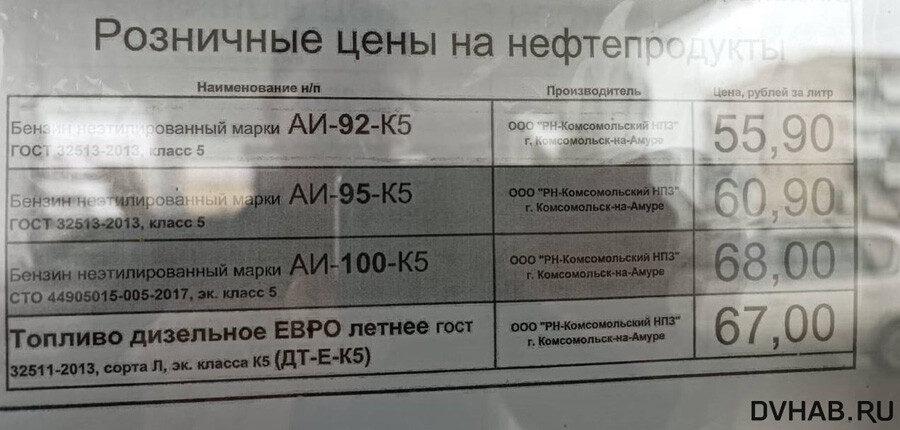 Розничные цены на нефтепродукты
Наименование н/п Производитель Цена, рублей за литр
Бензин неэтилированный марки АИ-92-К5
ГОСТ 32513-2013, класс 5
ООО "РН-Комсомольский НПЗ"
г. Комсомольск-на-Амуре
55,90
Бензин неэтилированный марки АИ-95-К5
ГОСТ 32513-2013, класс 5
ООО "РН-Комсомольский НПЗ"
г. Комсомольск-на-Амуре
60,90
Бензин неэтилированный марки АИ-100-К5
СТО 44905015-005-2017, эк. класс 5
ООО "РН-Комсомольский НПЗ"
г. Комсомольск-на-Амуре
68,00
Топливо дизельное ЕВРО летнее гост
32511-2013, сорта Л, эк. класса К5 (ДТ-Е-К5)
ООО "РН-Комсомольский НПЗ"
г. Комсомольск-на-Амуре
67,00
DVHAB.RU